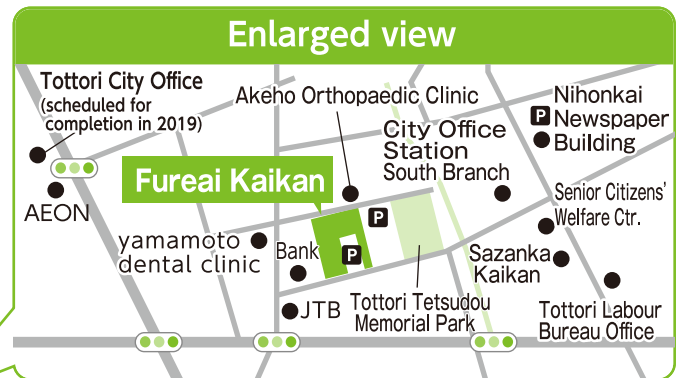 Enlarged view
Tottori City Office
(scheduled for
completion in 2019)
AEON
Akeho Orthopaedic Clinic
City Office
Station
South Branch
Nihonkai
P Newspaper
Building
Fureai Kaikan
P
P
yamamoto
dental clinic
Bank
JTB
Tottori Tetsudou
Memorial Park
Senior Citizens'
Welfare Ctr.
Sazanka
Kaikan
Tottori Labour
Bureau Office